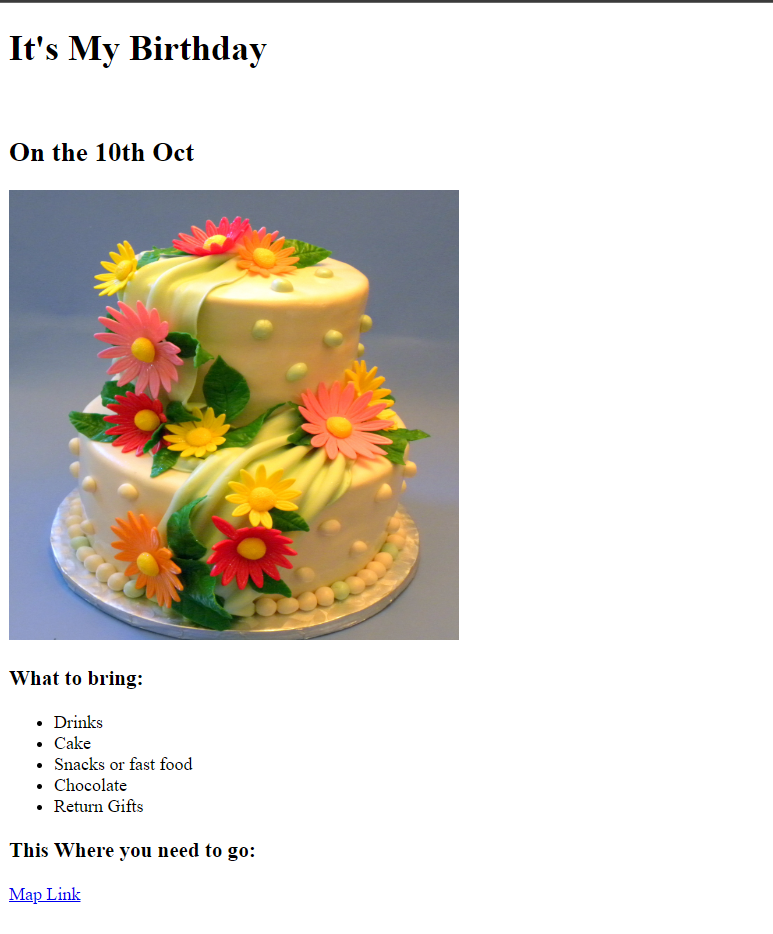 It's My Birthday
On the 10th Oct
What to bring:
Drinks
Cake
Snacks or fast food
Chocolate
Return Gifts
This Where you need to go:
Map Link